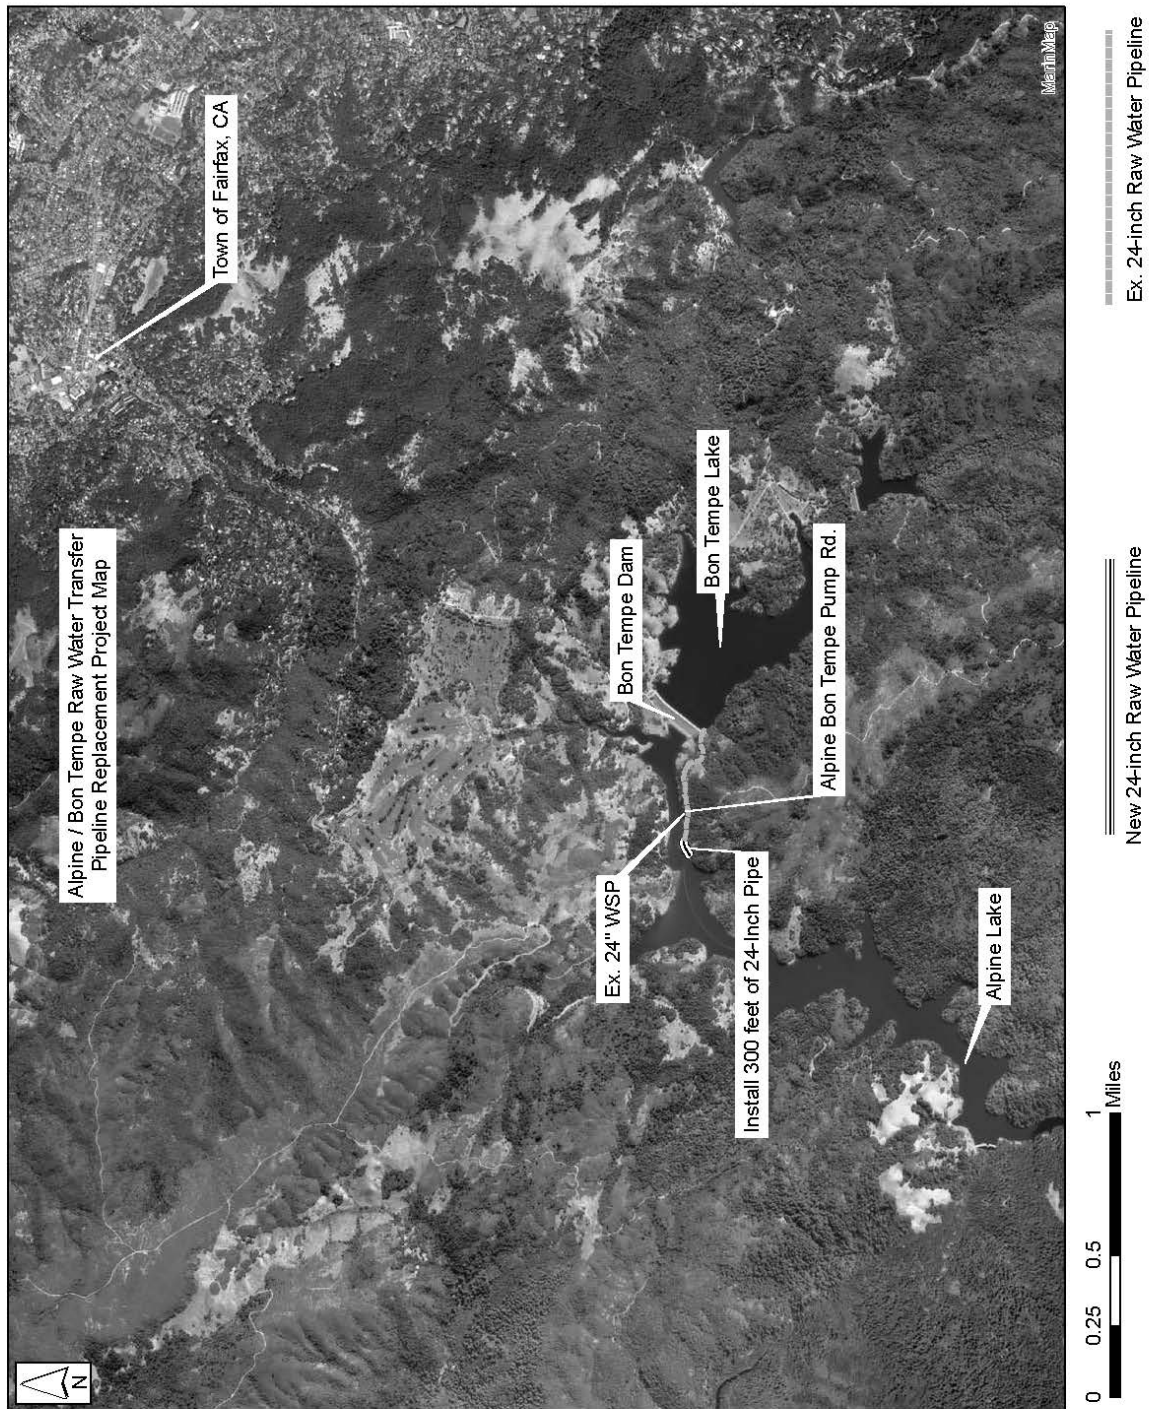 Alpine / Bon Tempe Raw Water Transfer
Pipeline Replacement Project Map
N
Town of Fairfax, CA
Ex. 24" WSP
Bon Tempe Dam
Install 300 feet of 24-Inch Pipe
Bon Tempe Lake
Alpine Bon Tempe Pump Rd.
Alpine Lake
MarinMap
0 0.25 0.5 1
Miles
New 24-inch Raw Water Pipeline
Ex. 24-inch Raw Water Pipeline